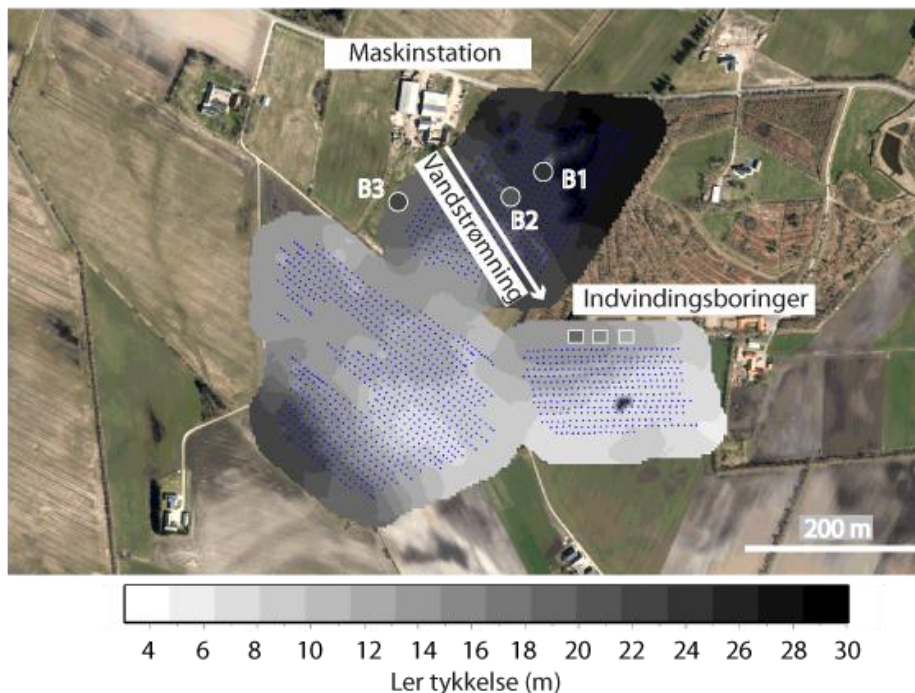 Maskinstation
B1
B3
B2
Vandstrømning
Indvindingsboringer
200 m
4 6 8 10 12 14 16 18 20 22 24 26 28 30
Ler tykkelse (m)